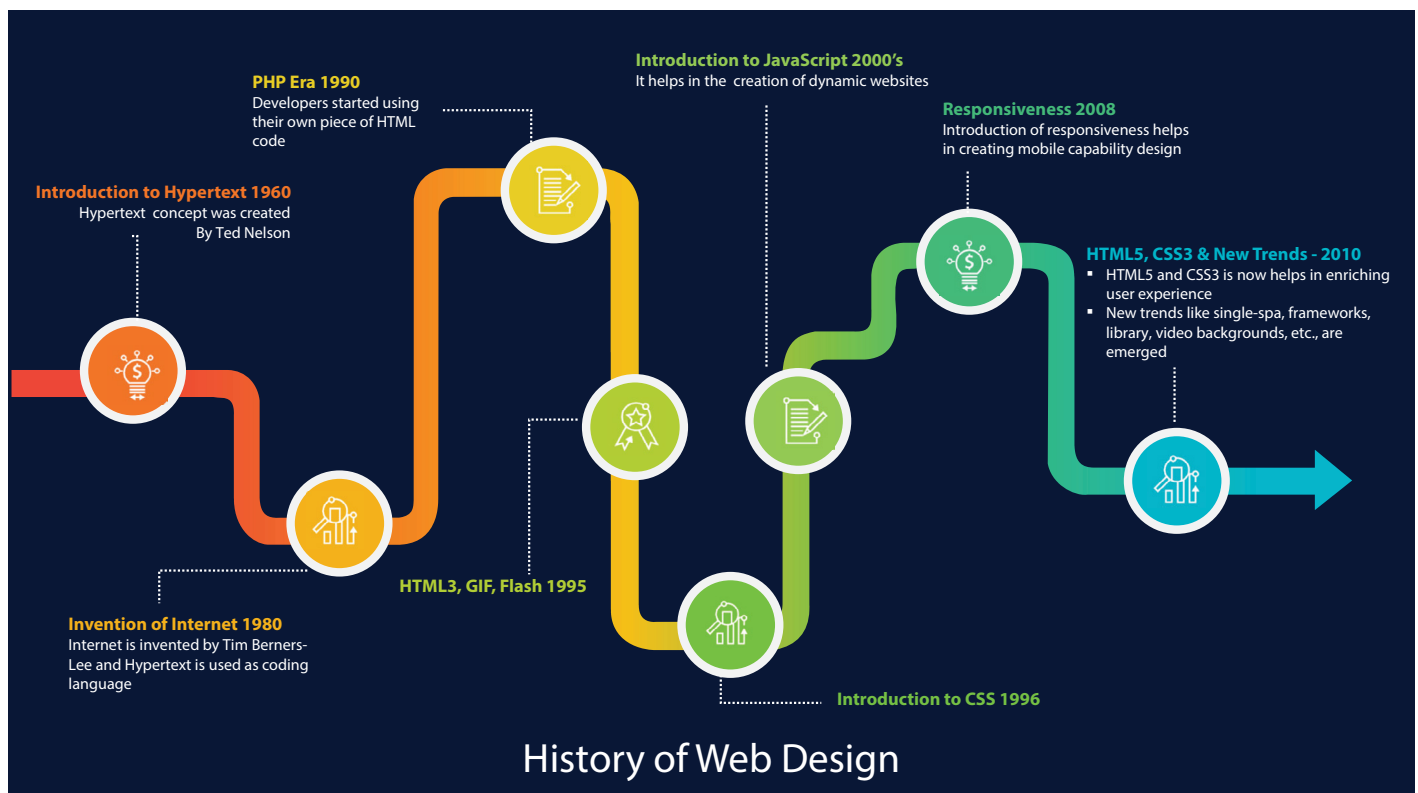 Introduction to Hypertext 1960
Hypertext concept was created
By Ted Nelson
Invention of Internet 1980
Internet is invented by Tim Berners-
Lee and Hypertext is used as coding
language
PHP Era 1990
Developers started using
their own piece of HTML
code
HTML3, GIF, Flash 1995
Introduction to CSS 1996
Introduction to JavaScript 2000’s
It helps in the creation of dynamic websites
Responsiveness 2008
Introduction of responsiveness helps
in creating mobile capability design
HTML5, CSS3 & New Trends - 2010
▪ HTML5 and CSS3 is now helps in enriching
user experience
▪ New trends like single-spa, frameworks,
library, video backgrounds, etc., are
emerged
$
$
History of Web Design